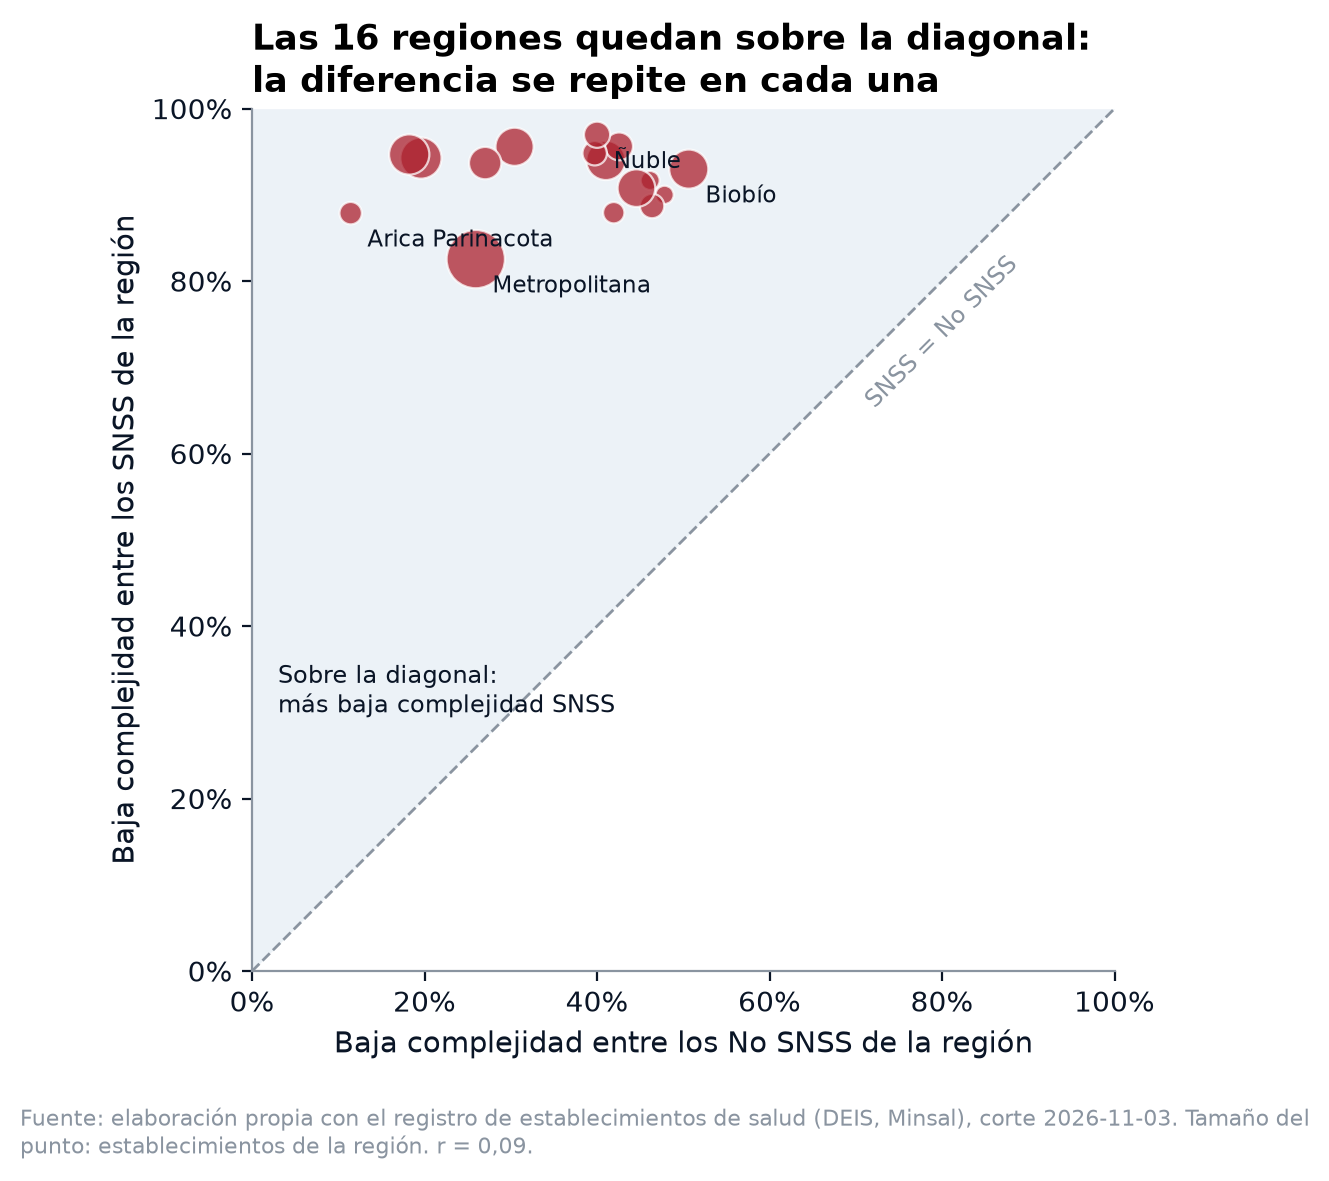 Las 16 regiones quedan sobre la diagonal:
la diferencia se repite en cada una
100%
80%
60%
40%
20%
0%
Baja complejidad entre los SNSS de la región
Ñuble
Biobío
Arica Parinacota
Metropolitana
SNSS = No SNSS
Sobre la diagonal:
más baja complejidad SNSS
0%
20%
40%
60%
80%
100%
Baja complejidad entre los No SNSS de la región
Fuente: elaboración propia con el registro de establecimientos de salud (DEIS, Minsal), corte 2026-11-03. Tamaño del
punto: establecimientos de la región. r = 0,09.